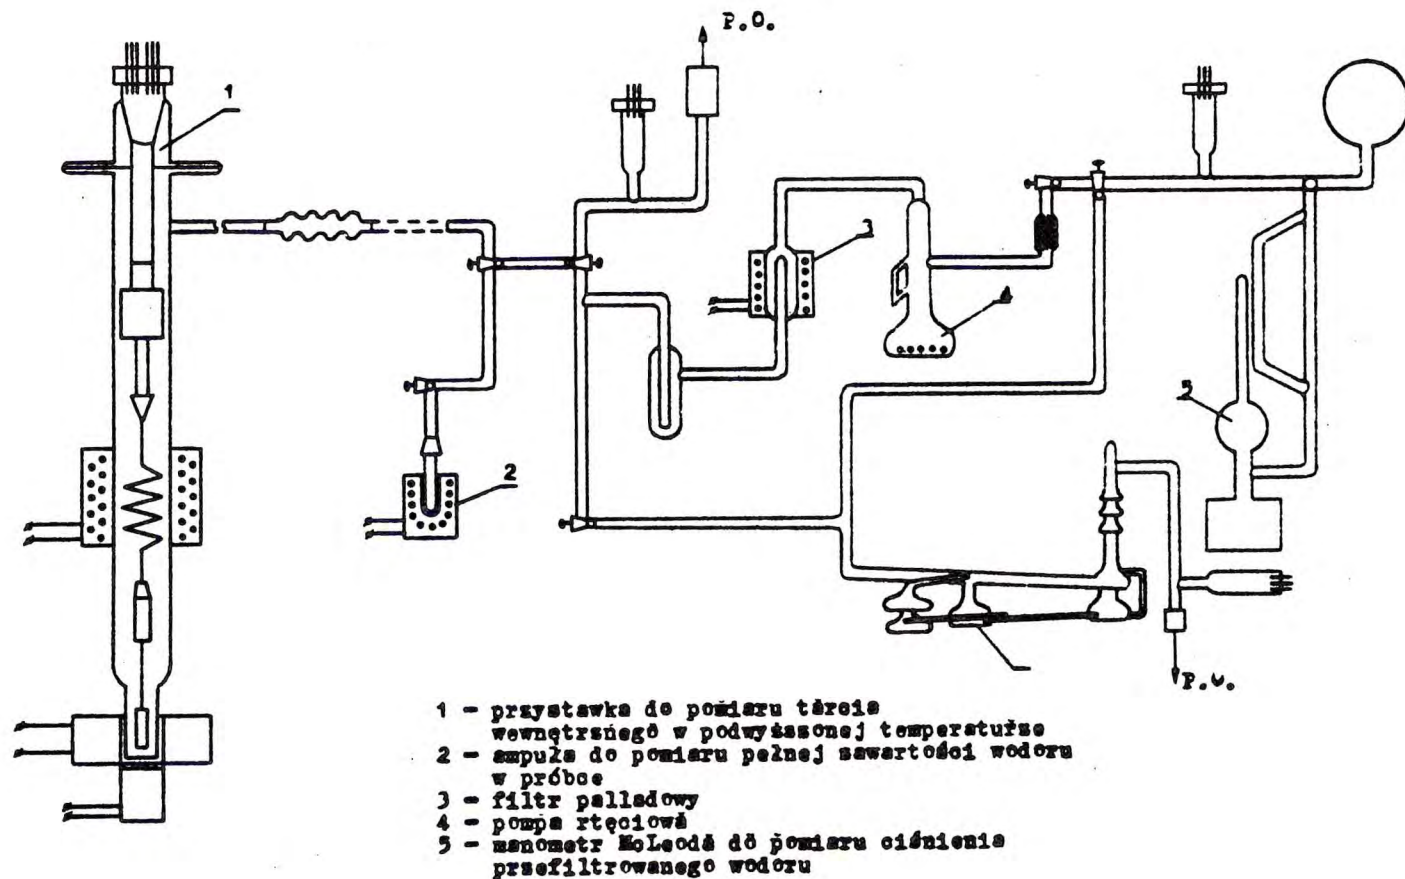 P.O.
1
3
4
5
2
P.O.
1 - przystawka do pomiaru tarcia
wewnętrznego w podwyższonej temperaturze
2 - ampuła do pomiaru pełnej zawartości wodoru
w próbce
3 - filtr palladowy
4 - pompa rtęciowa
5 - manometr McLeoda do pomiaru ciśnienia
przefiltrowanego wodoru